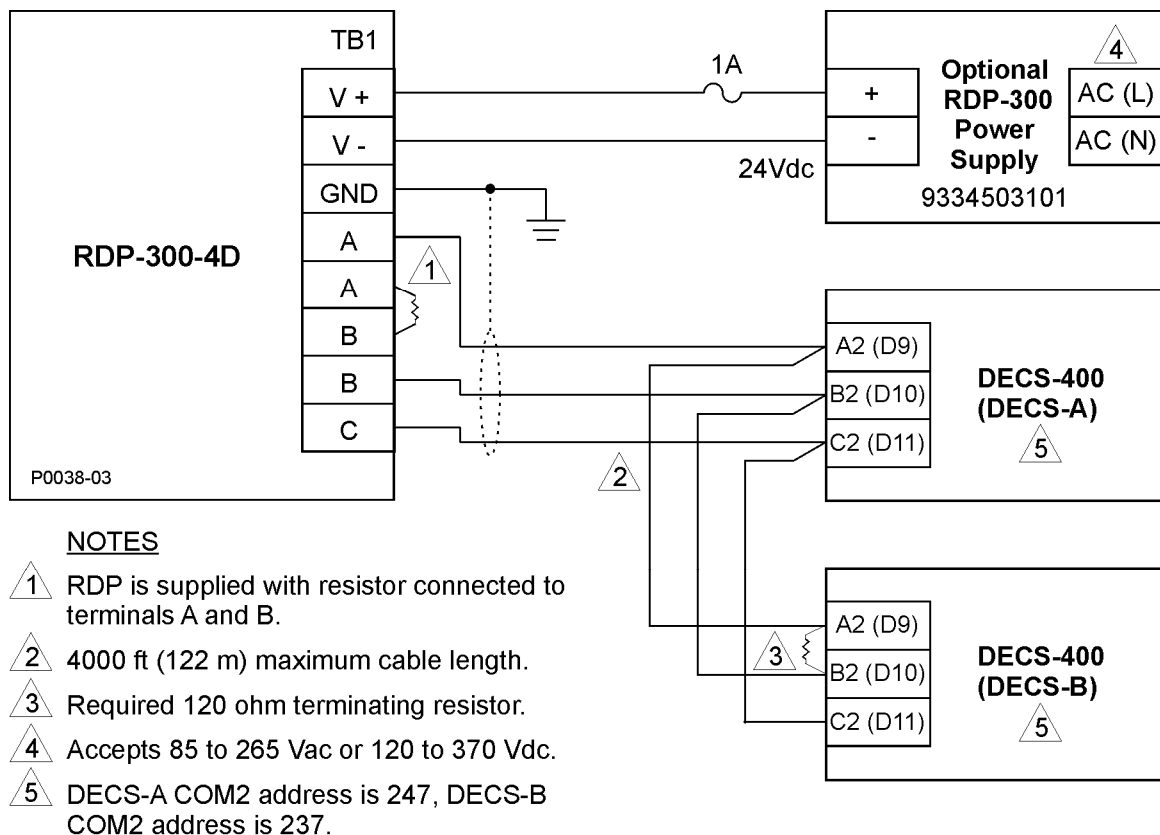 TB1
V +
V -
GND
A
A
B
B
C
RDP-300-4D
P0038-03
1A
24Vdc
+
-
Optional
RDP-300
Power
Supply
9334503101
4
AC (L)
AC (N)
1
2
A2 (D9)
B2 (D10)
C2 (D11)
DECS-400
(DECS-A)
5
3
A2 (D9)
B2 (D10)
C2 (D11)
DECS-400
(DECS-B)
5
NOTES
1 RDP is supplied with resistor connected to
terminals A and B.
2 4000 ft (122 m) maximum cable length.
3 Required 120 ohm terminating resistor.
4 Accepts 85 to 265 Vac or 120 to 370 Vdc.
5 DECS-A COM2 address is 247, DECS-B
COM2 address is 237.